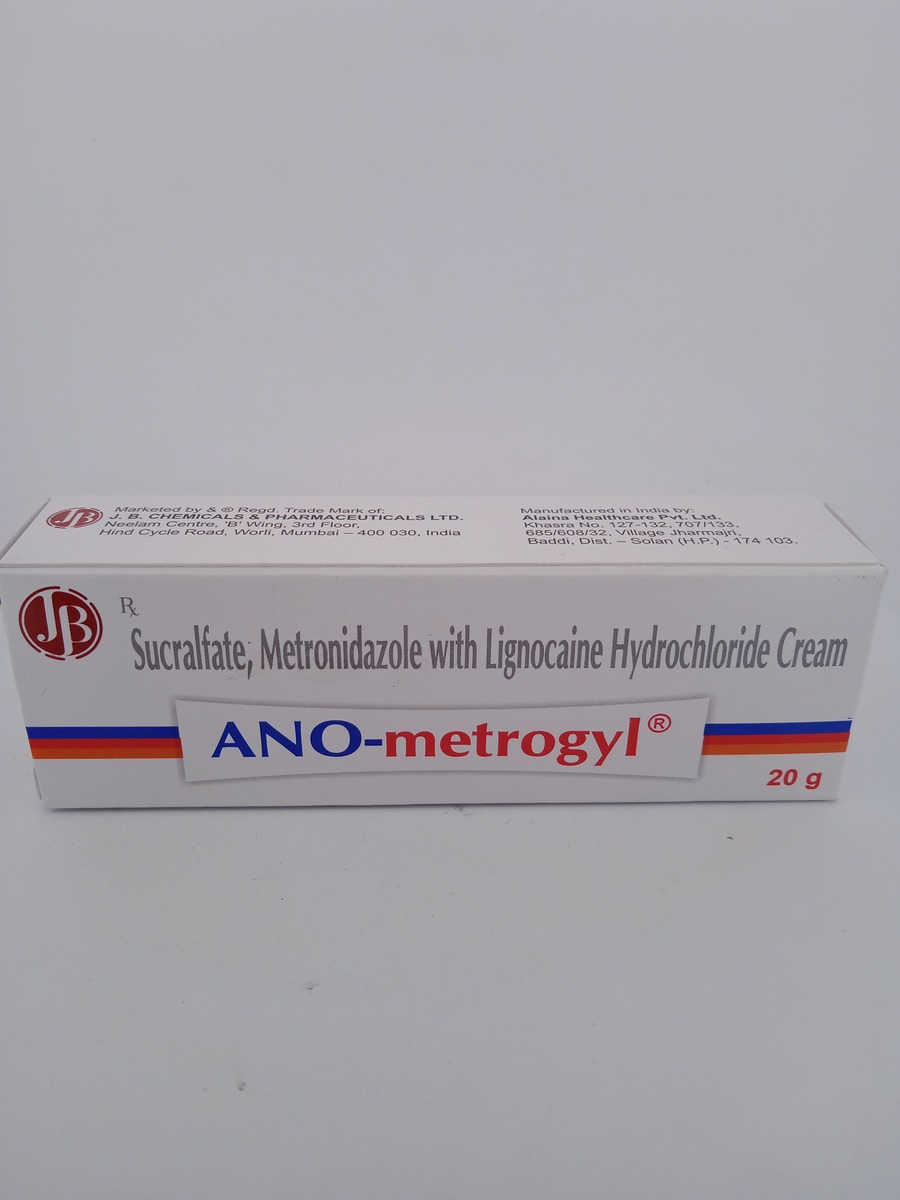 JB
Marketed by & ® Regd. Trade Mark of:
J. B. CHEMICALS & PHARMACEUTICALS LTD.
Neelam Centre, 'B' Wing, 3rd Floor,
Hind Cycle Road, Worli, Mumbai – 400 030, India
Manufactured in India by:
Alaina Healthcare Pvt. Ltd.
Khasra No. 127-132, 707/133,
685/608/32, Village Jharmajri,
Baddi, Dist. – Solan (H.P.) - 174 103.
JB
Rx
Sucralfate, Metronidazole with Lignocaine Hydrochloride Cream
ANO-metrogyl®
20 g